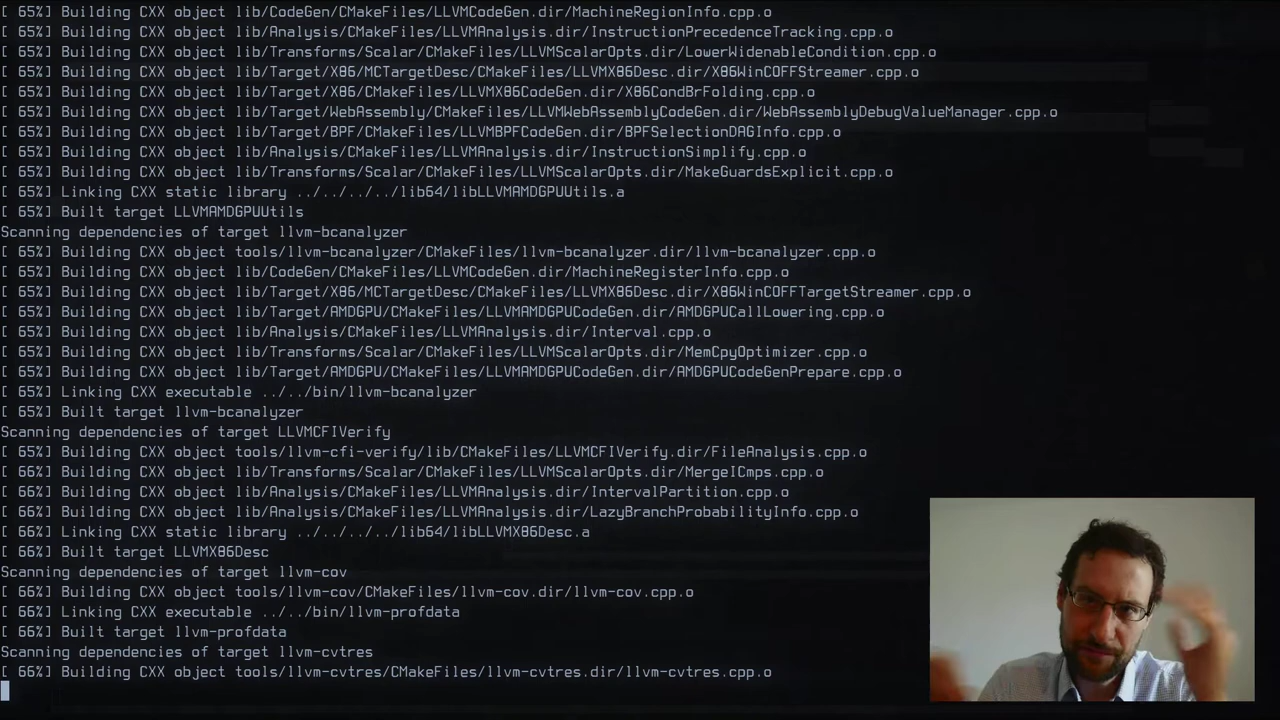 [ 65%] Building CXX object lib/CodeGen/CMakeFiles/LLVMCodeGen.dir/MachineRegionInfo.cpp.o
[ 65%] Building CXX object lib/Analysis/CMakeFiles/LLVMAnalysis.dir/InstructionPrecedenceTracking.cpp.o
[ 65%] Building CXX object lib/Transforms/Scalar/CMakeFiles/LLVMScalarOpts.dir/LowerWidenableCondition.cpp.o
[ 65%] Building CXX object lib/Target/X86/MCTargetDesc/CMakeFiles/LLVMX86Desc.dir/X86WinCOFFStreamer.cpp.o
[ 65%] Building CXX object lib/Target/X86/CMakeFiles/LLVMX86CodeGen.dir/X86CondBrFolding.cpp.o
[ 65%] Building CXX object lib/Target/WebAssembly/CMakeFiles/LLVMWebAssemblyCodeGen.dir/WebAssemblyDebugValueManager.cpp.o
[ 65%] Building CXX object lib/Target/BPF/CMakeFiles/LLVMBPFCodeGen.dir/BPFSelectionDAGInfo.cpp.o
[ 65%] Building CXX object lib/Analysis/CMakeFiles/LLVMAnalysis.dir/InstructionSimplify.cpp.o
[ 65%] Building CXX object lib/Transforms/Scalar/CMakeFiles/LLVMScalarOpts.dir/MakeGuardsExplicit.cpp.o
[ 65%] Linking CXX static library ../../../../lib64/libLLVMAMDGPUUtils.a
[ 65%] Built target LLVMAMDGPUUtils
Scanning dependencies of target llvm-bcanalyzer
[ 65%] Building CXX object tools/llvm-bcanalyzer/CMakeFiles/llvm-bcanalyzer.dir/llvm-bcanalyzer.cpp.o
[ 65%] Building CXX object lib/CodeGen/CMakeFiles/LLVMCodeGen.dir/MachineRegisterInfo.cpp.o
[ 65%] Building CXX object lib/Target/X86/MCTargetDesc/CMakeFiles/LLVMX86Desc.dir/X86WinCOFFTargetStreamer.cpp.o
[ 65%] Building CXX object lib/Target/AMDGPU/CMakeFiles/LLVMAMDGPUCodeGen.dir/AMDGPUCallLowering.cpp.o
[ 65%] Building CXX object lib/Analysis/CMakeFiles/LLVMAnalysis.dir/Interval.cpp.o
[ 65%] Building CXX object lib/Transforms/Scalar/CMakeFiles/LLVMScalarOpts.dir/MemCpyOptimizer.cpp.o
[ 65%] Building CXX object lib/Target/AMDGPU/CMakeFiles/LLVMAMDGPUCodeGen.dir/AMDGPUCodeGenPrepare.cpp.o
[ 65%] Linking CXX executable ../../bin/llvm-bcanalyzer
[ 65%] Built target llvm-bcanalyzer
Scanning dependencies of target LLVMCFIVerify
[ 65%] Building CXX object tools/llvm-cfi-verify/lib/CMakeFiles/LLVMCFIVerify.dir/FileAnalysis.cpp.o
[ 65%] Building CXX object lib/Transforms/Scalar/CMakeFiles/LLVMScalarOpts.dir/MergeICmps.cpp.o
[ 66%] Building CXX object lib/Analysis/CMakeFiles/LLVMAnalysis.dir/IntervalPartition.cpp.o
[ 66%] Building CXX object lib/Analysis/CMakeFiles/LLVMAnalysis.dir/LazyBranchProbabilityInfo.cpp.o
[ 66%] Linking CXX static library ../../../../lib64/libLLVMX86Desc.a
[ 66%] Built target LLVMX86Desc
Scanning dependencies of target llvm-cov
[ 66%] Building CXX object tools/llvm-cov/CMakeFiles/llvm-cov.dir/llvm-cov.cpp.o
[ 66%] Linking CXX executable ../../bin/llvm-profdata
[ 66%] Built target llvm-profdata
Scanning dependencies of target llvm-cvtres
[ 66%] Building CXX object tools/llvm-cvtres/CMakeFiles/llvm-cvtres.dir/llvm-cvtres.cpp.o